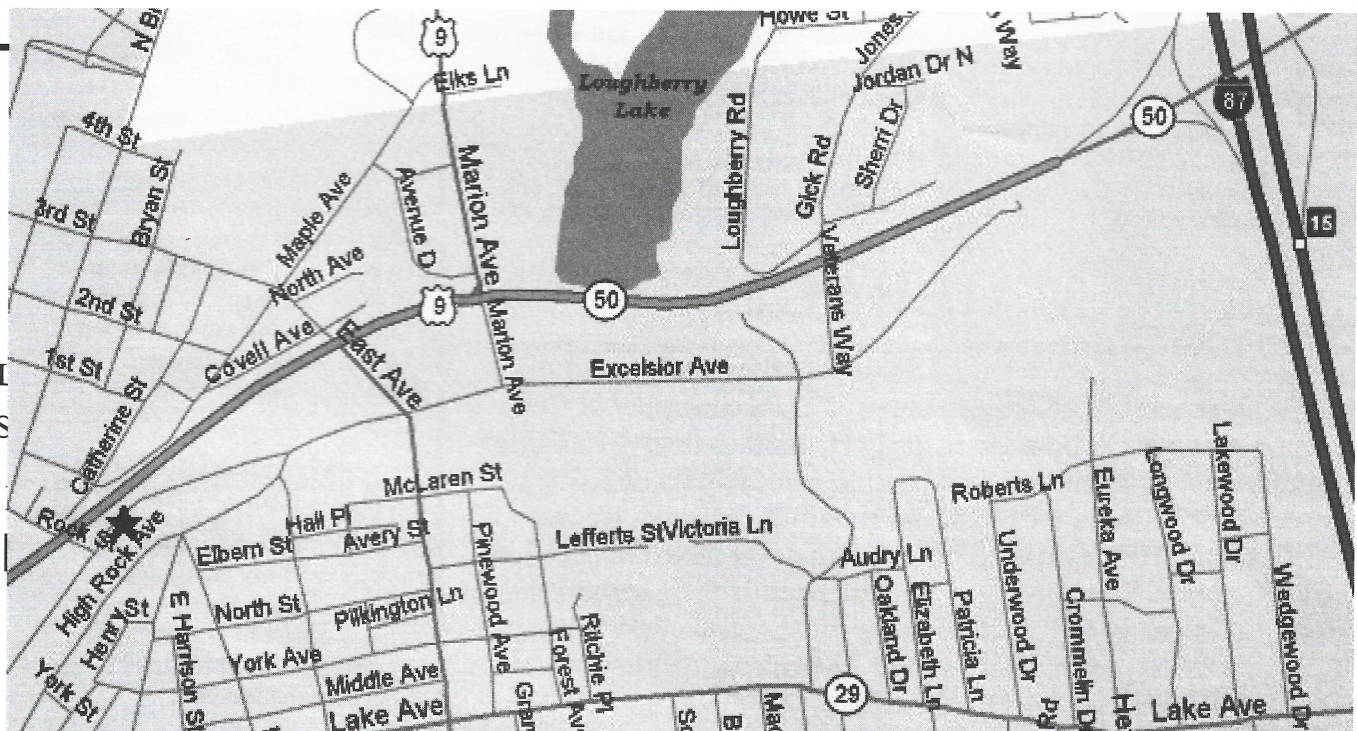 Howe St
9
Elks Ln
Loughberry
Lake
Jones
Way
Jordan Dr N
87
50
4th St
Bryan St
Maple Ave
Avenue D
Marion Ave
Loughberry Rd
Gick Rd
Sherri Dr
3rd St
15
North Ave
Veterans Way
2nd St
9
50
Covell Ave
East Ave
Marion Ave
1st St
Excelsior Ave
Catherine St
McLaren St
Roberts Ln
Eureka Ave
Longwood Dr
Lakewood Dr
Rock St
High Rock Ave
Hall Pl
Avery St
Elbern St
Pinewood Ave
Lefferts St
Victoria Ln
Audry Ln
Underwood Dr
Oakland Dr
Elizabeth Ln
Patricia Ln
Crommelin Dr
Wedgewood Dr
Henry St
E Harrison St
North St
Pilkington Ln
Forest Av
Ritchie Pl
York Ave
York St
Middle Ave
Gran
29
Lake Ave
Lake Ave